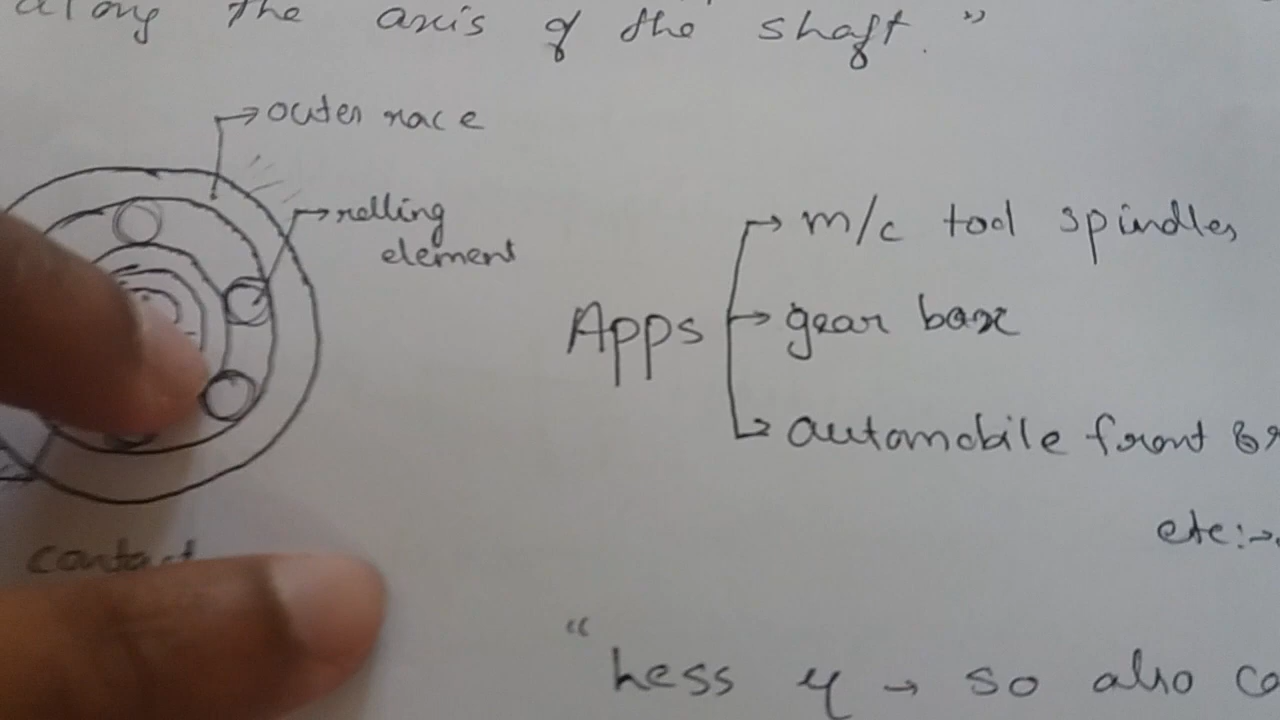 along the axis of the shaft."
outer race
rolling
element
Apps
m/c tool spindles
gear box
automobile front &
etc:→.
contact
"
Less η → so also